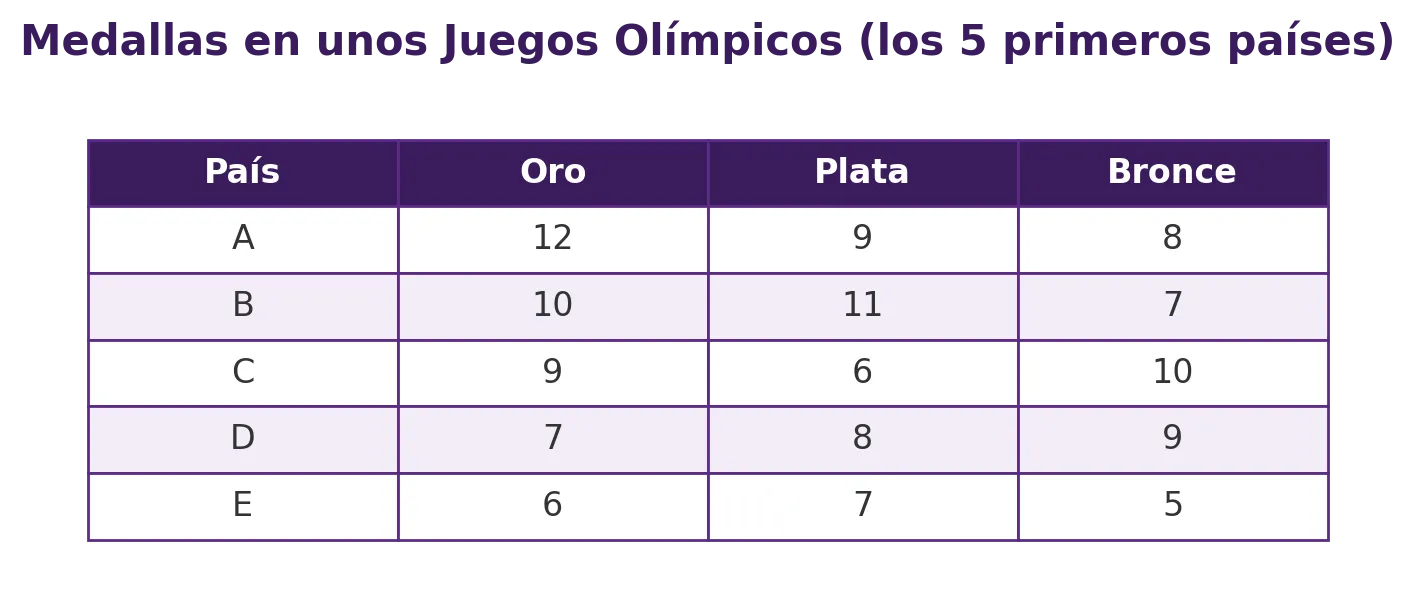 Medallas en unos Juegos Olímpicos (los 5 primeros países)
País Oro Plata Bronce
A 12 9 8
B 10 11 7
C 9 6 10
D 7 8 9
E 6 7 5